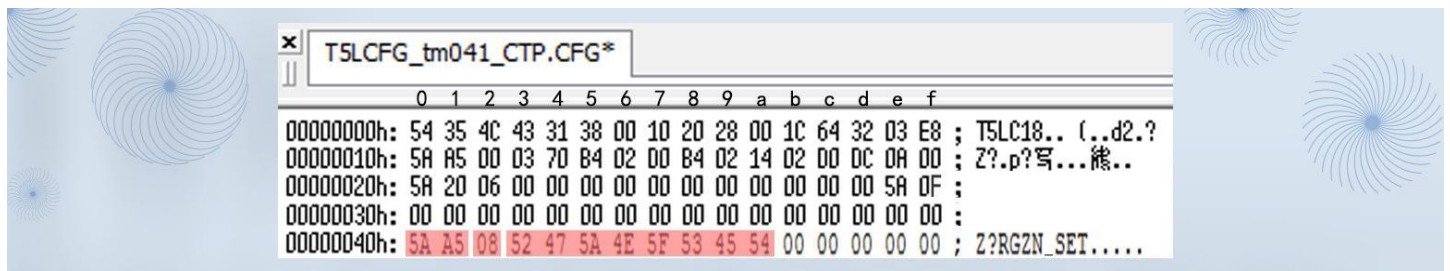 T5LCFG_tm041_CTP.CFG*
0 1 2 3 4 5 6 7 8 9 a b c d e f
00000000h: 54 35 4C 43 31 38 00 10 20 28 00 1C 64 32 03 E8 ; T5LC18.. (..d2.?
00000010h: 5A A5 00 03 70 B4 02 00 B4 02 14 02 00 DC 0A 00 ; Z?.p?写...
00000020h: 5A 20 06 00 00 00 00 00 00 00 00 00 00 00 5A 0F ;
00000030h: 00 00 00 00 00 00 00 00 00 00 00 00 00 00 00 00 ;
00000040h: 5A A5 08 52 47 5A 4E 5F 53 45 54 00 00 00 00 00 ; Z?RGZN_SET.....